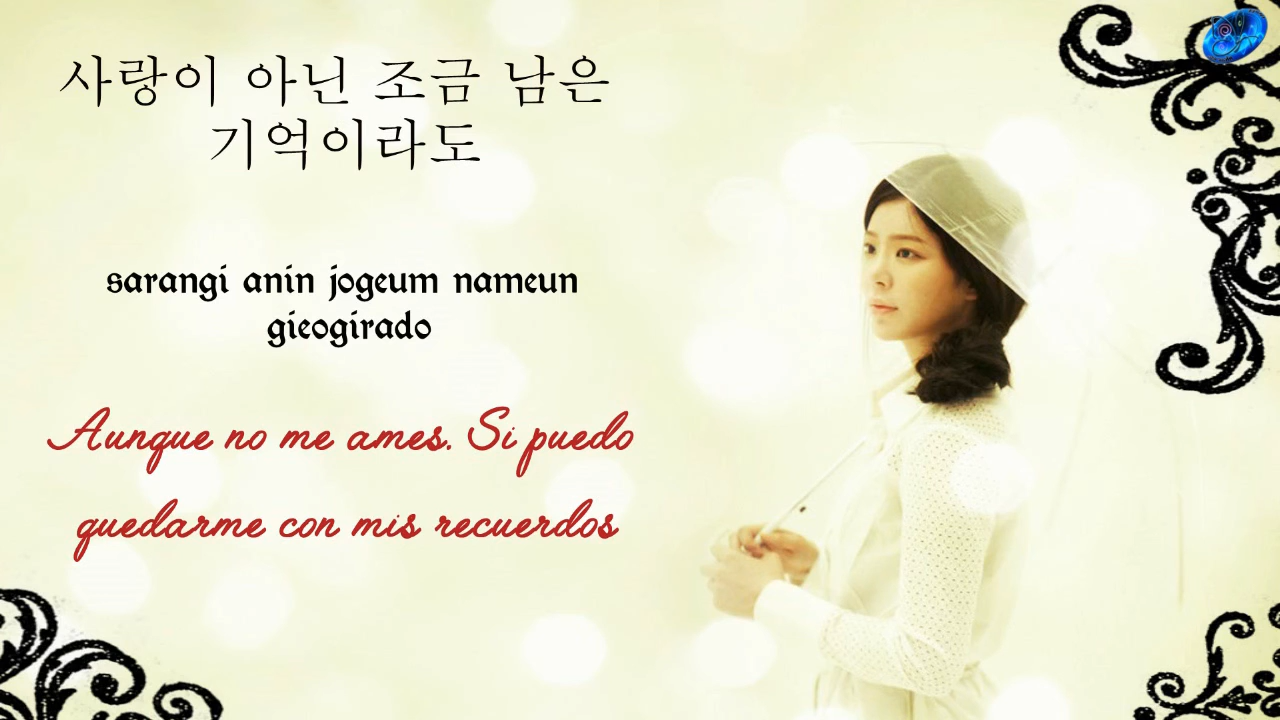 사랑이 아닌 조금 남은
기억이라도
sarangi anin jogeum nameun
gieogirado
Aunque no me ames. Si puedo
quedarme con mis recuerdos